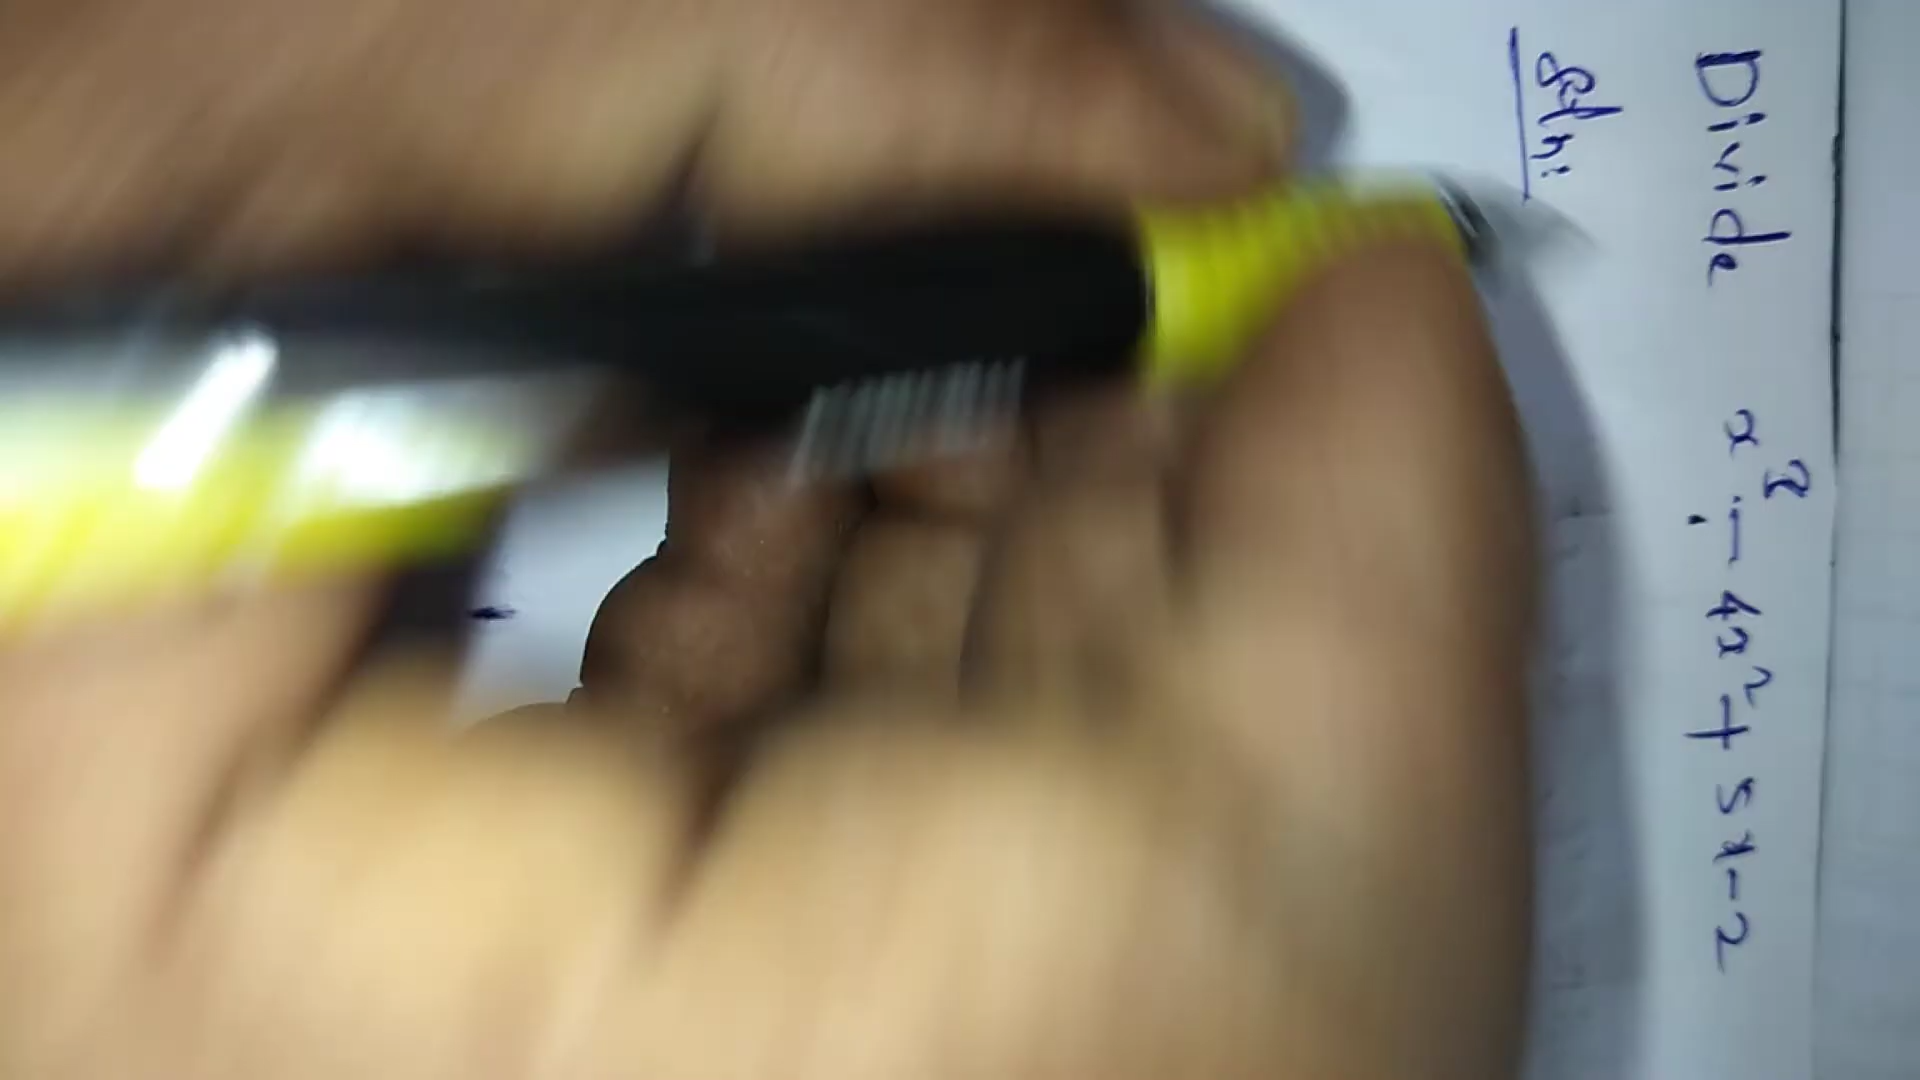 Divide x³ - 4x² + 5x - 2
Soln: